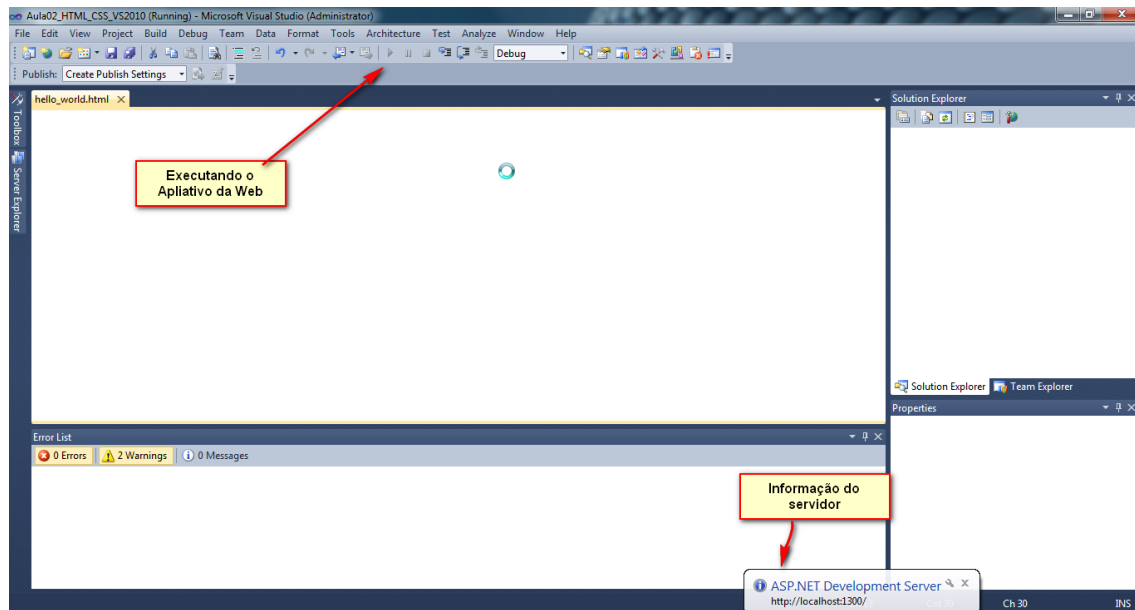 Aula02_HTML_CSS_VS2010 (Running) - Microsoft Visual Studio (Administrator)
File Edit View Project Build Debug Team Data Format Tools Architecture Test Analyze Window Help
Debug
Publish: Create Publish Settings
hello_world.html
Solution Explorer
Toolbox
Server Explorer
Executando o
Apliativo da Web
Solution Explorer Team Explorer
Properties
Error List
0 Errors 2 Warnings 0 Messages
Informação do
servidor
ASP.NET Development Server
http://localhost:1300/
Ch 30 INS